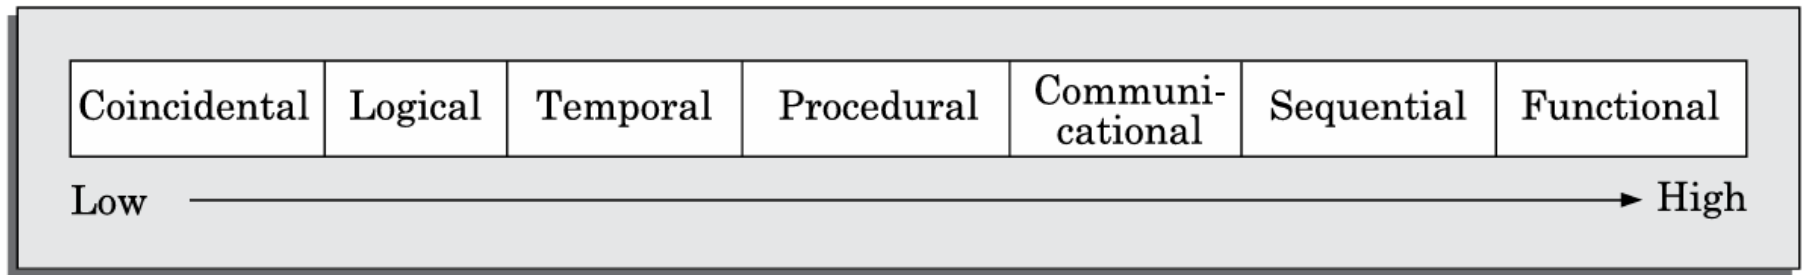 Coincidental Logical Temporal Procedural Communi-
cational Sequential Functional
Low High